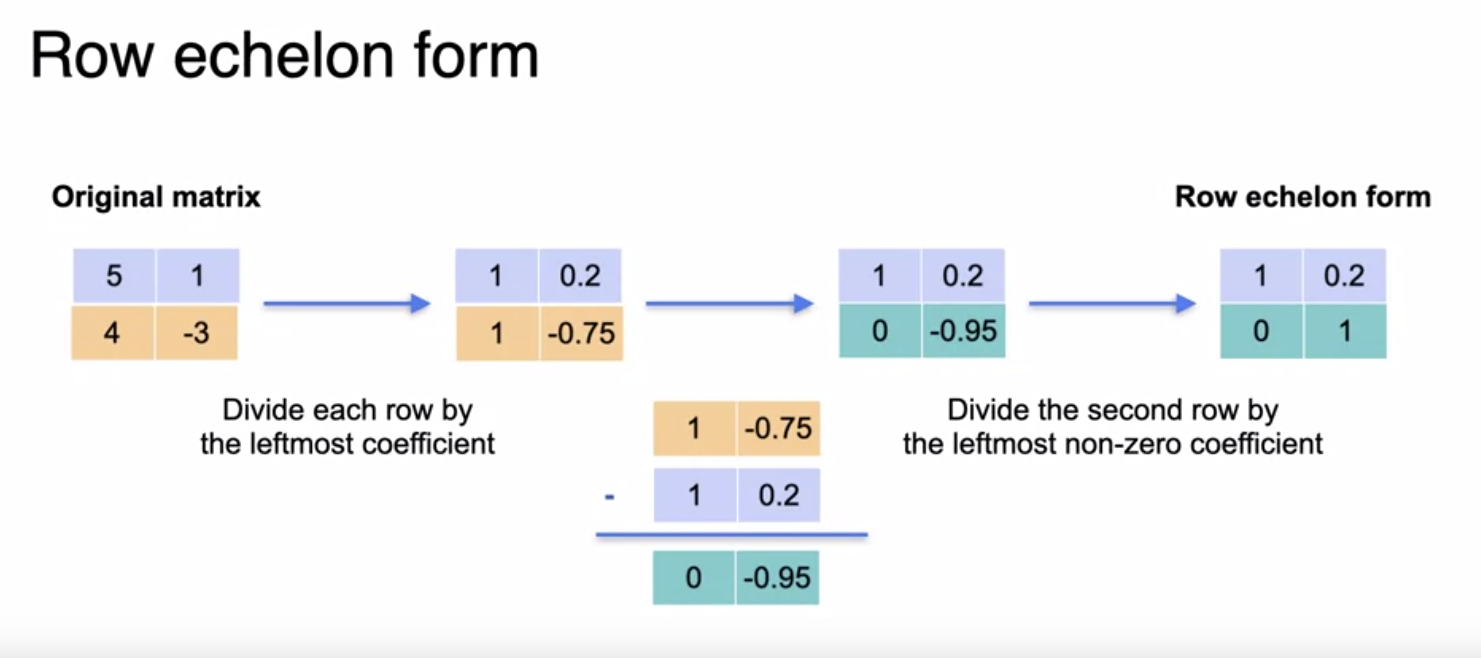 Row echelon form
Original matrix
Row echelon form
5 1
4 -3
1 0.2
1 -0.75
1 0.2
0 -0.95
1 0.2
0 1
Divide each row by
the leftmost coefficient
1 -0.75
- 1 0.2
0 -0.95
Divide the second row by
the leftmost non-zero coefficient